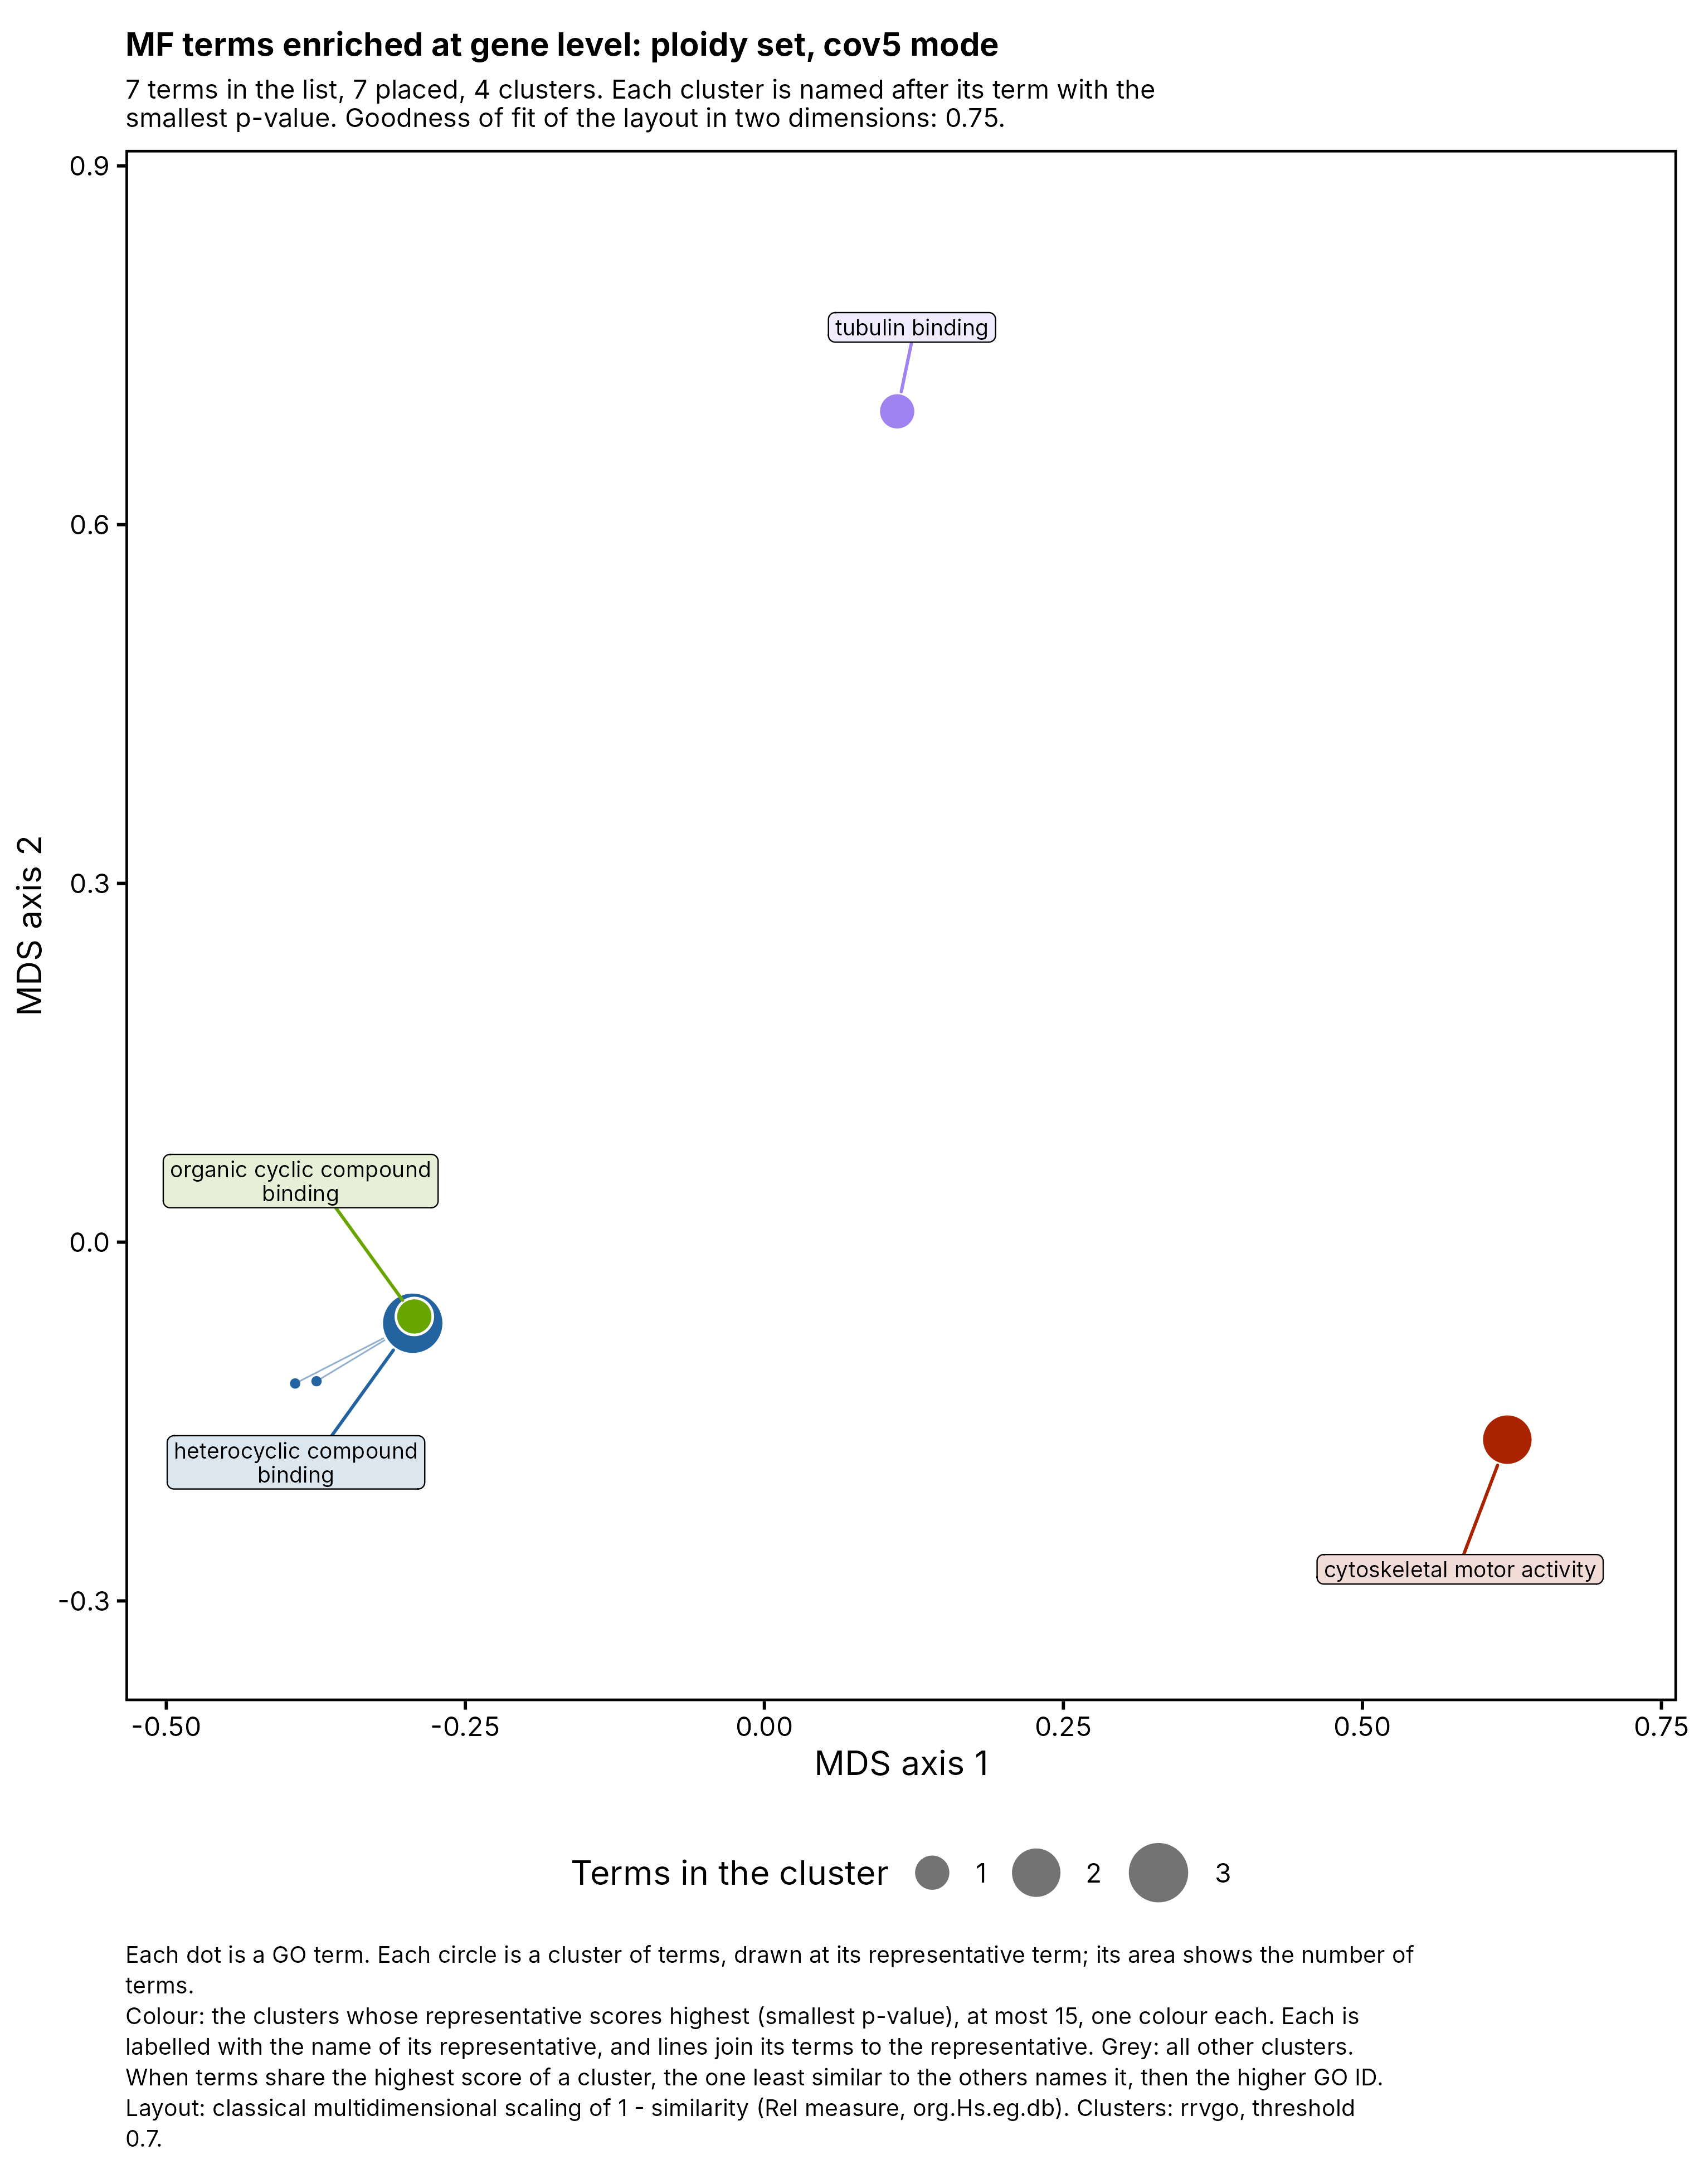 MF terms enriched at gene level: ploidy set, cov5 mode
7 terms in the list, 7 placed, 4 clusters. Each cluster is named after its term with the
smallest p-value. Goodness of fit of the layout in two dimensions: 0.75.
0.9
tubulin binding
0.6
0.3
MDS axis 2
organic cyclic compound
binding
0.0
heterocyclic compound
binding
cytoskeletal motor activity
-0.3
-0.50
-0.25
0.00
0.25
0.50
0.75
MDS axis 1
Terms in the cluster
1
2
3
Each dot is a GO term. Each circle is a cluster of terms, drawn at its representative term; its area shows the number of
terms.
Colour: the clusters whose representative scores highest (smallest p-value), at most 15, one colour each. Each is
labelled with the name of its representative, and lines join its terms to the representative. Grey: all other clusters.
When terms share the highest score of a cluster, the one least similar to the others names it, then the higher GO ID.
Layout: classical multidimensional scaling of 1 - similarity (Rel measure, org.Hs.eg.db). Clusters: rrvgo, threshold
0.7.